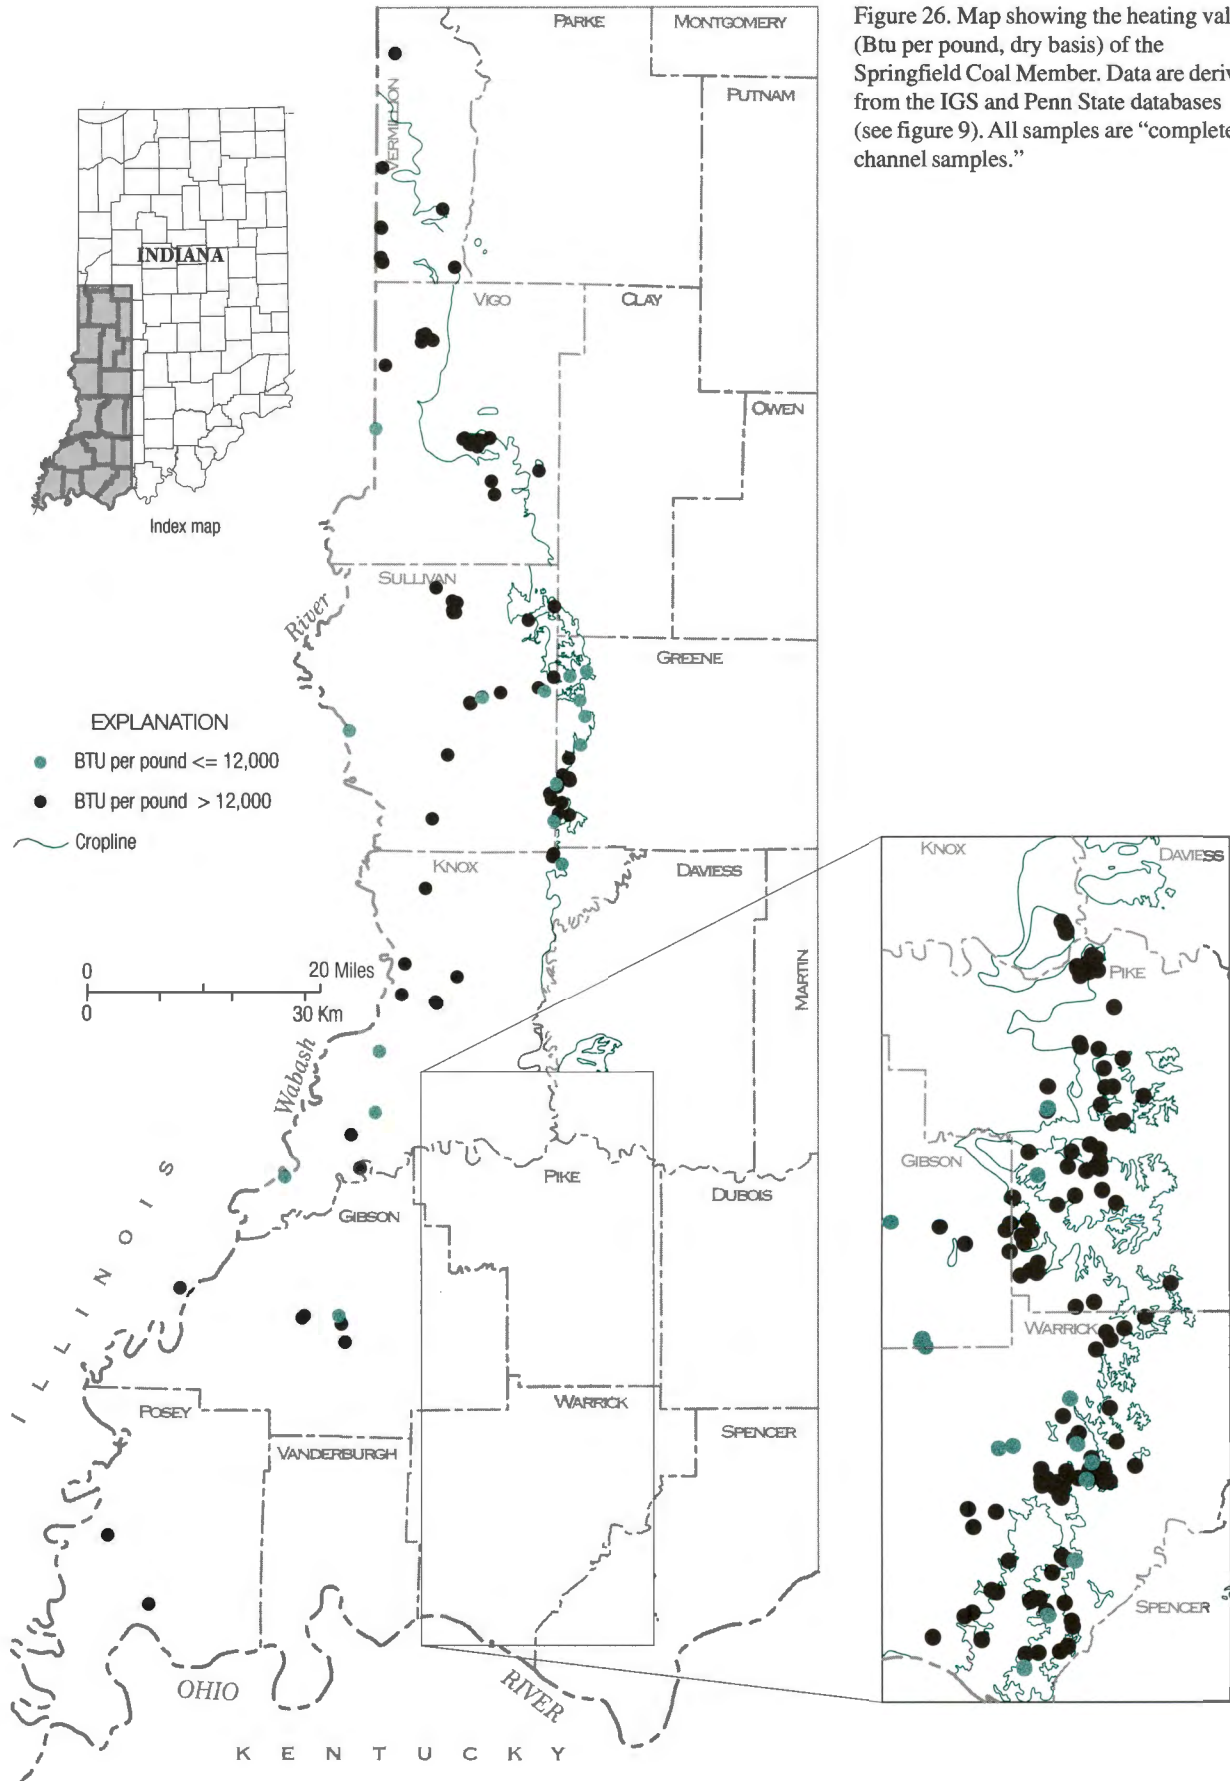 Figure 26. Map showing the heating val
(Btu per pound, dry basis) of the
Springfield Coal Member. Data are deriv
from the IGS and Penn State databases
(see figure 9). All samples are “complete
channel samples.”
PARKE
MONTGOMERY
PUTNAM
VERMILLION
INDIANA
Index map
VIGO
CLAY
OWEN
SULLIVAN
River
GREENE
EXPLANATION
BTU per pound <= 12,000
BTU per pound > 12,000
Cropline
KNOX
DAVIESS
MARTIN
0 20 Miles
0 30 Km
Wabash
ILLINOIS
PIKE
DUBOIS
GIBSON
POSEY
VANDERBURGH
WARRICK
SPENCER
OHIO
RIVER
KENTUCKY
KNOX
DAVIESS
PIKE
GIBSON
WARRICK
SPENCER